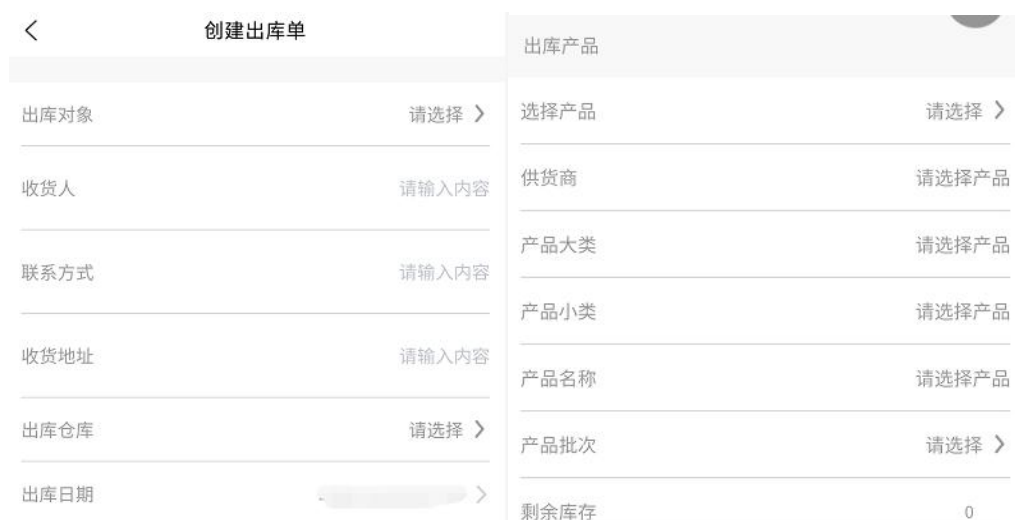 创建出库单
出库对象 请选择
收货人 请输入内容
联系方式 请输入内容
收货地址 请输入内容
出库仓库 请选择
出库日期
出库产品
选择产品 请选择
供货商 请选择产品
产品大类 请选择产品
产品小类 请选择产品
产品名称 请选择产品
产品批次 请选择
剩余库存 0